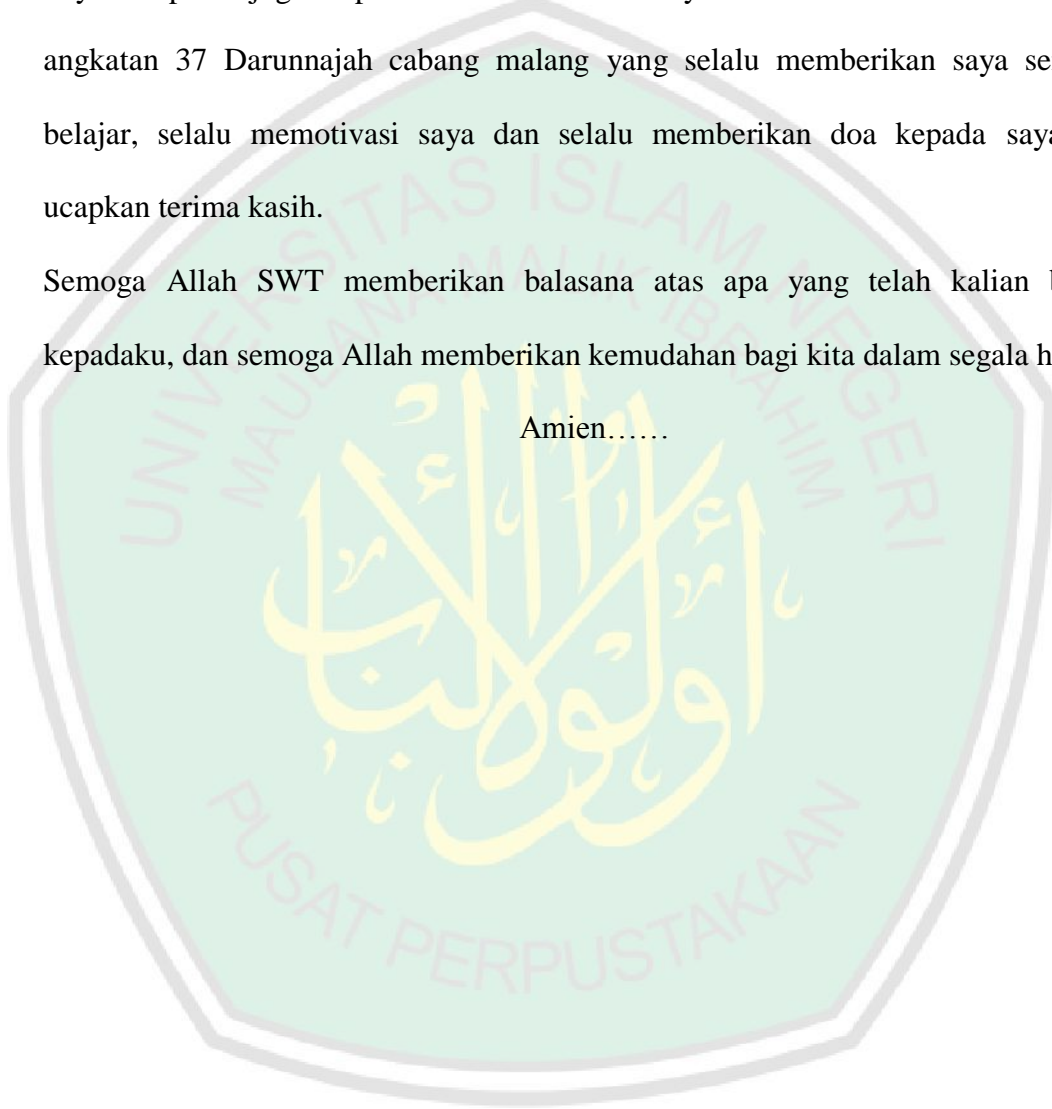 angkatan 37 Darunnajah cabang malang yang selalu memberikan saya
belajar, selalu memotivasi saya dan selalu memberikan doa kepada saya
ucapkan terima kasih.
Semoga Allah SWT memberikan balasana atas apa yang telah kalian
kepadaku, dan semoga Allah memberikan kemudahan bagi kita dalam segala
Amien……
UNIVERSITAS ISLAM NEGERI
MAULANA MALIK IBRAHIM
أولو الألباب
PUSAT PERPUSTAKAAN